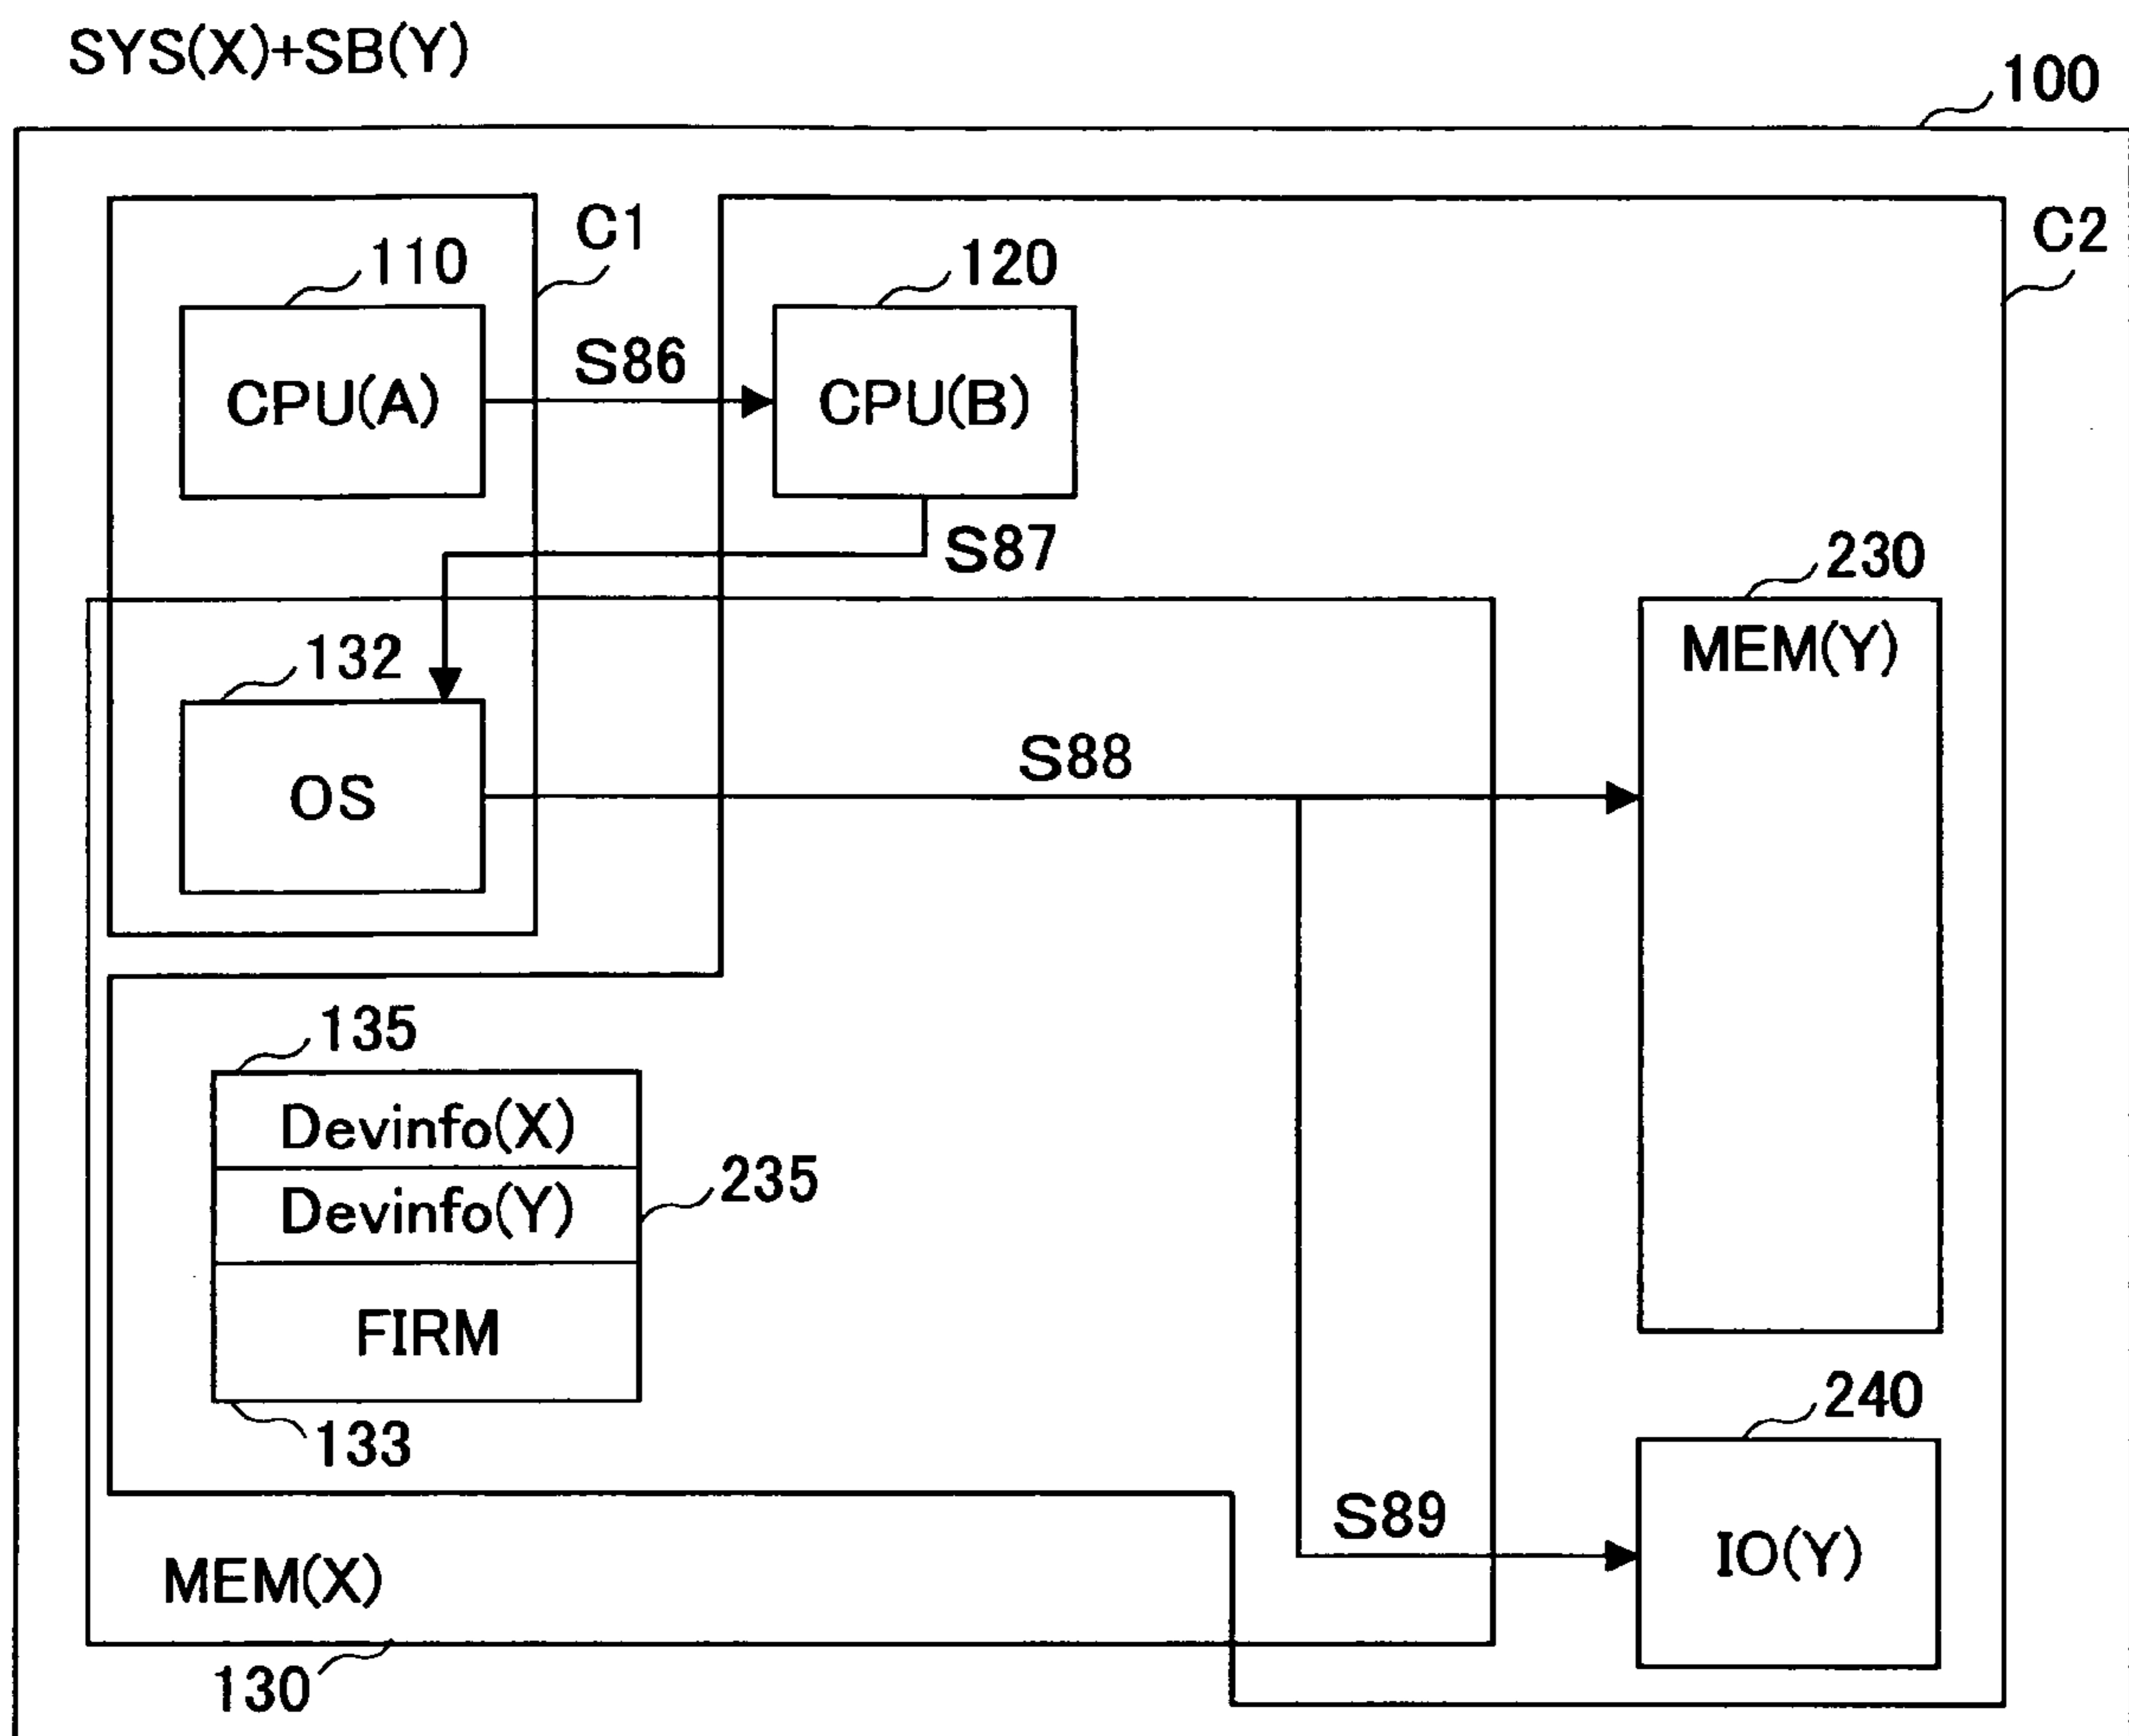 SYS(X)+SB(Y)
100
C1
C2
110
120
CPU(A)
S86
CPU(B)
S87
230
MEM(Y)
132
OS
S88
135
Devinfo(X)
Devinfo(Y)
235
FIRM
133
240
S89
IO(Y)
MEM(X)
130